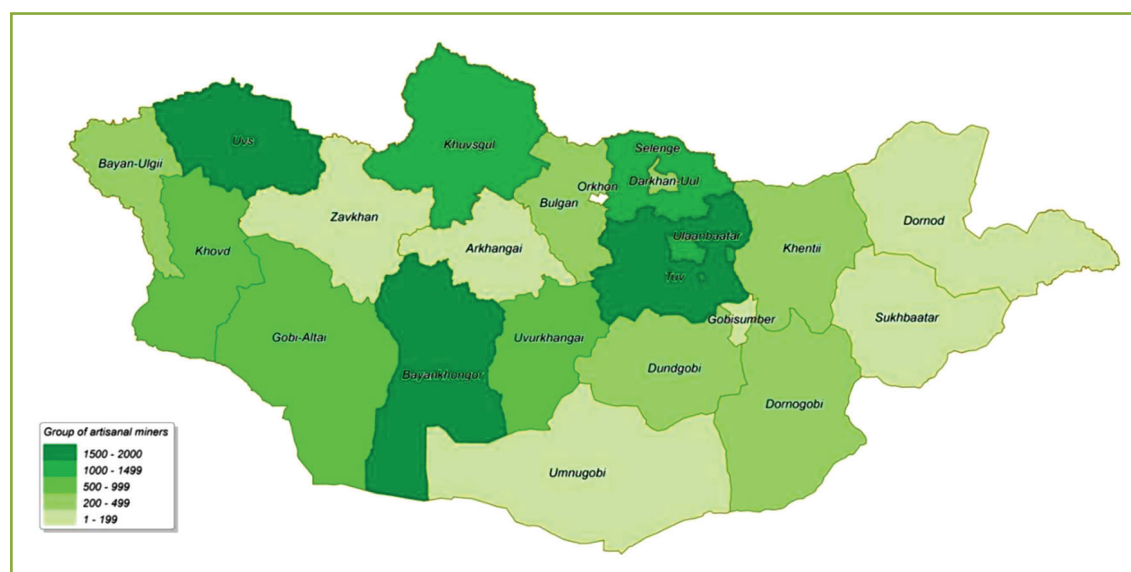 Uvs
Khuvsgul
Selenge
Bayan-Ulgii
Orkhon
Darkhan-Uul
Bulgan
Zavkhan
Dornod
Ulaanbaatar
Arkhangai
Khentii
Khovd
Tuv
Gobisumber
Sukhbaatar
Gobi-Altai
Uvurkhangai
Dundgobi
Bayankhongor
Dornogobi
Umnugobi
Group of artisanal miners
1500 - 2000
1000 - 1499
500 - 999
200 - 499
1 - 199